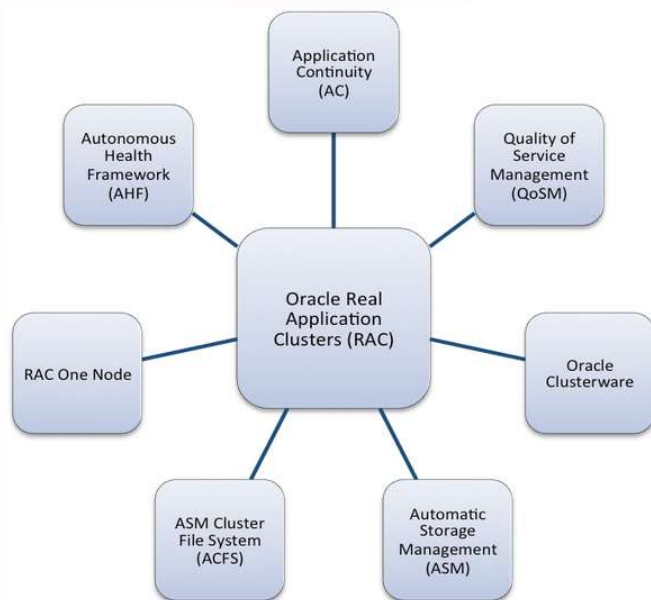 Application
Continuity
(AC)
Autonomous
Health
Framework
(AHF)
Quality of
Service
Management
(QoSM)
Oracle Real
Application
Clusters (RAC)
RAC One Node
Oracle
Clusterware
ASM Cluster
File System
(ACFS)
Automatic
Storage
Management
(ASM)